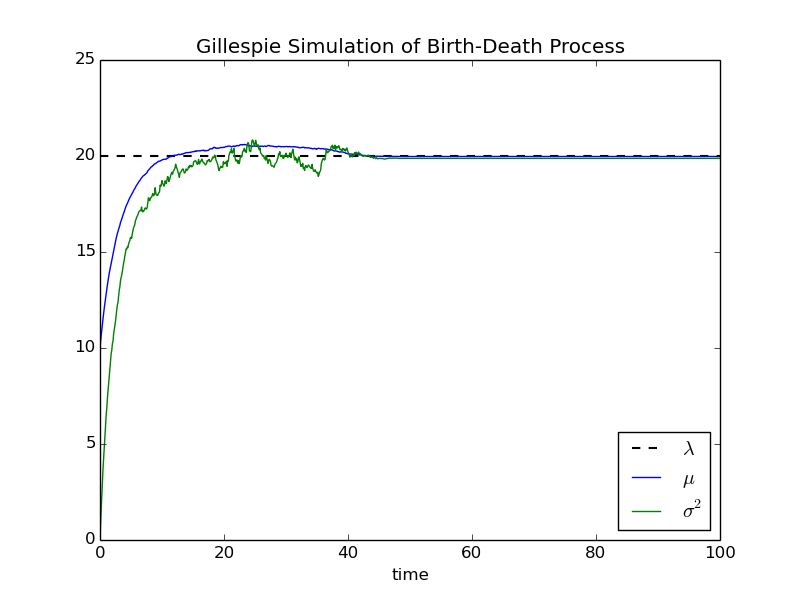 Gillespie Simulation of Birth-Death Process
25
20
15
10
5
0
λ
μ
σ²
0 20 40 60 80 100
time